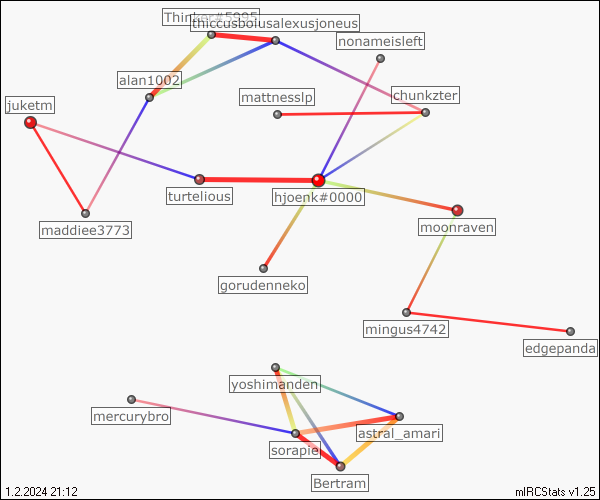 Thinker#5995
thiccusboiusalexusjoneus
nonameisleft
alan1002
mattnesslp
chunkzter
juketm
turtelious
hjoenk#0000
maddiee3773
moonraven
gorudenneko
mingus4742
edgepanda
yoshimanden
mercurybro
astral_amari
sorapie
Bertram
1.2.2024 21:12
mIRCStats v1.25